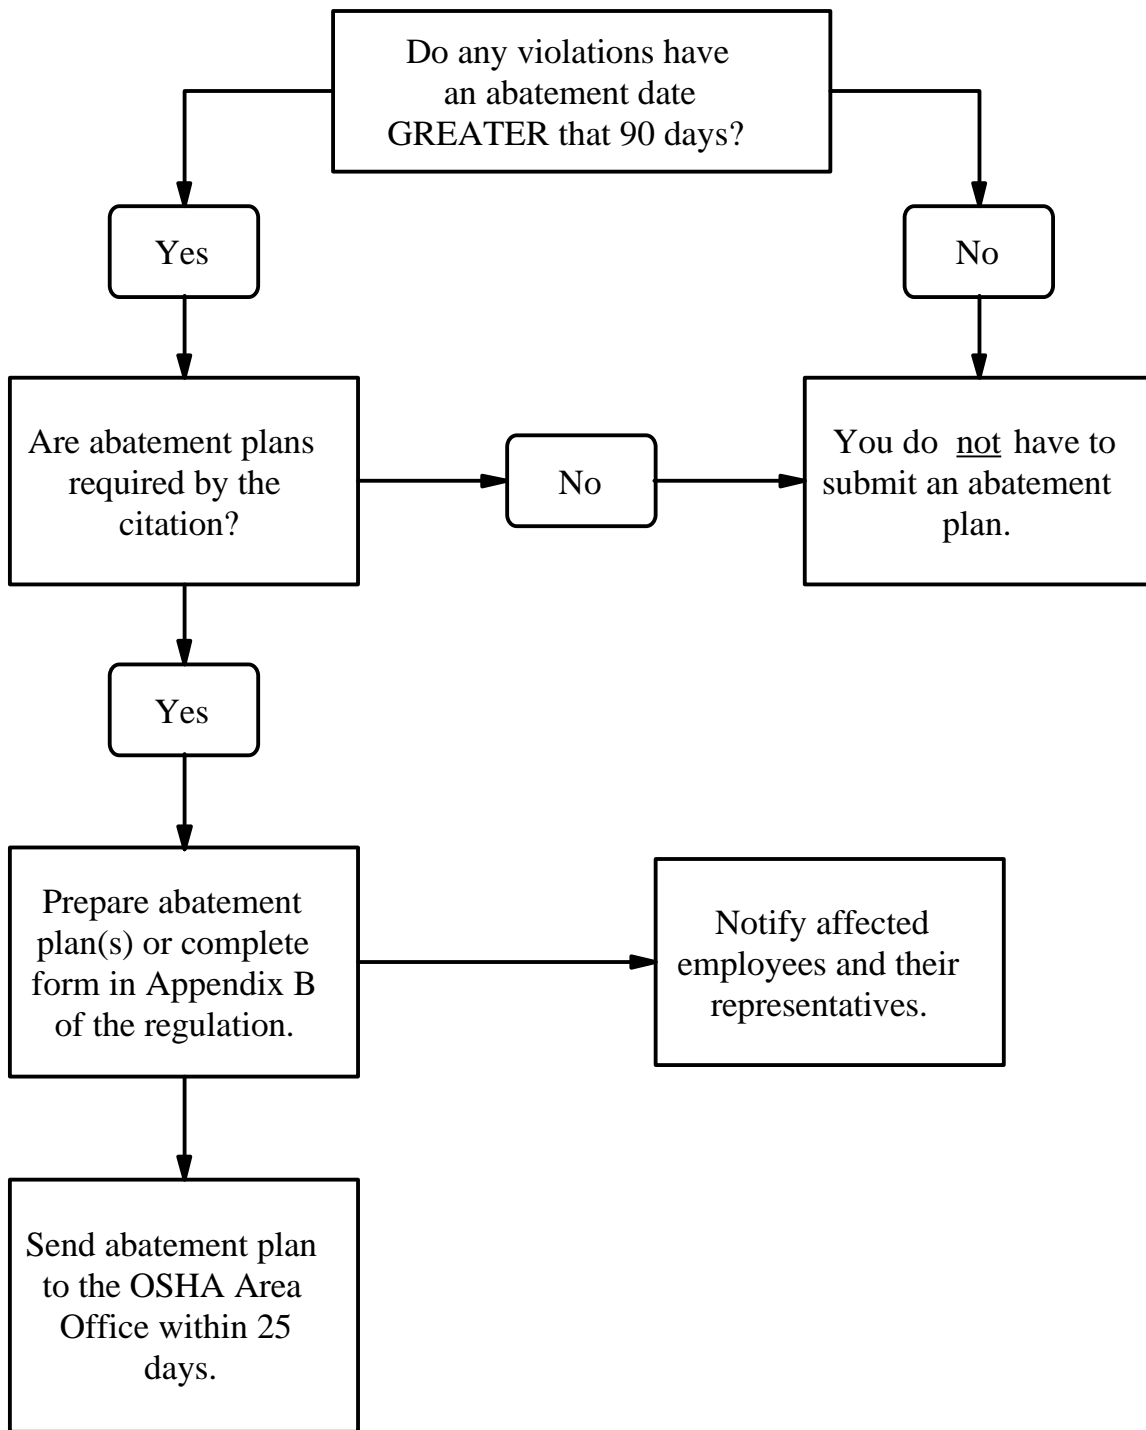 Do any violations have
an abatement date
GREATER that 90 days?
Yes
No
Are abatement plans
required by the
citation?
No
You do not have to
submit an abatement
plan.
Yes
Prepare abatement
plan(s) or complete
form in Appendix B
of the regulation.
Notify affected
employees and their
representatives.
Send abatement plan
to the OSHA Area
Office within 25
days.